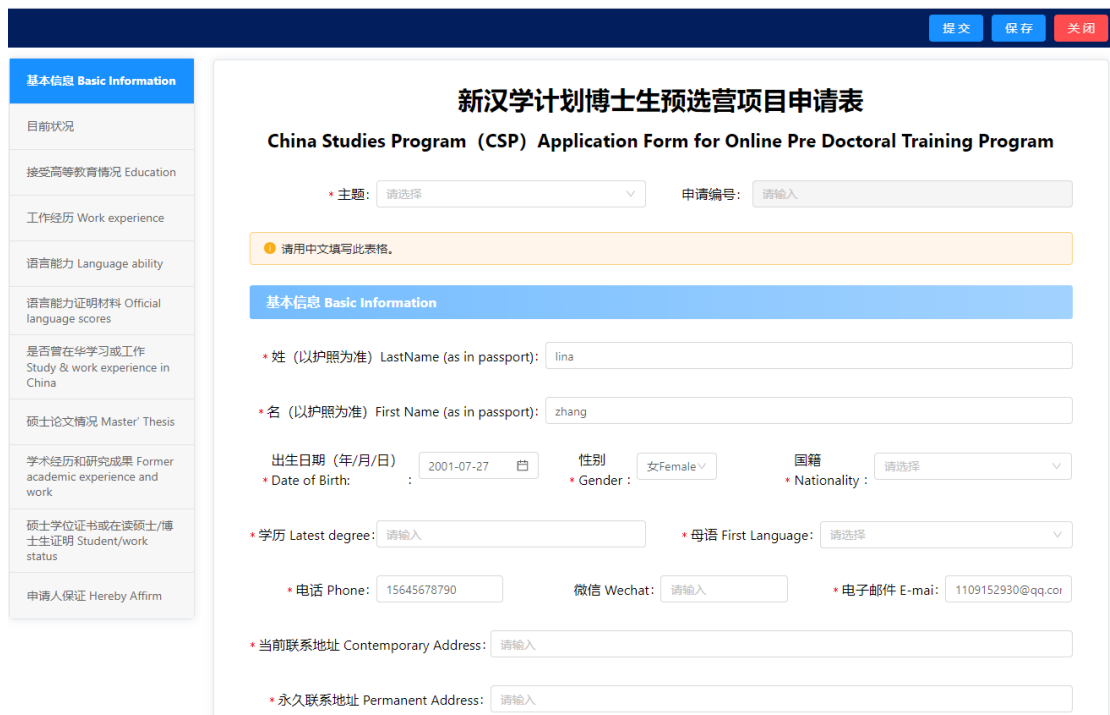 提 交
保 存
关 闭
基本信息 Basic Information
目前状况
接受高等教育情况 Education
工作经历 Work experience
语言能力 Language ability
语言能力证明材料 Official
language scores
是否曾在华学习或工作
Study & work experience in
China
硕士论文情况 Master' Thesis
学术经历和研究成果 Former
academic experience and
work
硕士学位证书或在读硕士/博
士生证明 Student/work
status
申请人保证 Hereby Affirm
新汉学计划博士生预选营项目申请表
China Studies Program（CSP）Application Form for Online Pre Doctoral Training Program
* 主题: 请选择
申请编号: 请输入
请用中文填写此表格。
基本信息 Basic Information
* 姓（以护照为准）LastName (as in passport): lina
* 名（以护照为准）First Name (as in passport): zhang
出生日期（年/月/日）
* Date of Birth: : 2001-07-27
性别
* Gender : 女Female
国籍
* Nationality : 请选择
* 学历 Latest degree: 请输入
* 母语 First Language: 请选择
* 电话 Phone: 15645678790
微信 Wechat: 请输入
* 电子邮件 E-mai: 1109152930@qq.cor
* 当前联系地址 Contemporary Address: 请输入
* 永久联系地址 Permanent Address: 请输入